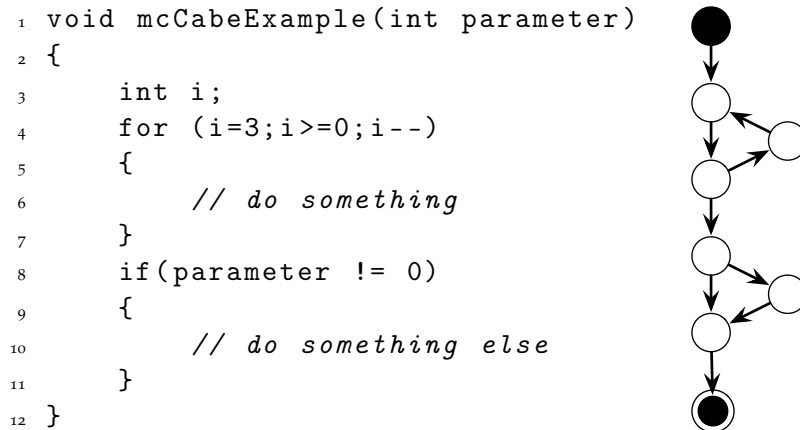 1 void mcCabeExample(int parameter)
2 {
3 int i;
4 for (i=3;i>=0;i--)
5 {
6 // do something
7 }
8 if(parameter != 0)
9 {
10 // do something else
11 }
12 }